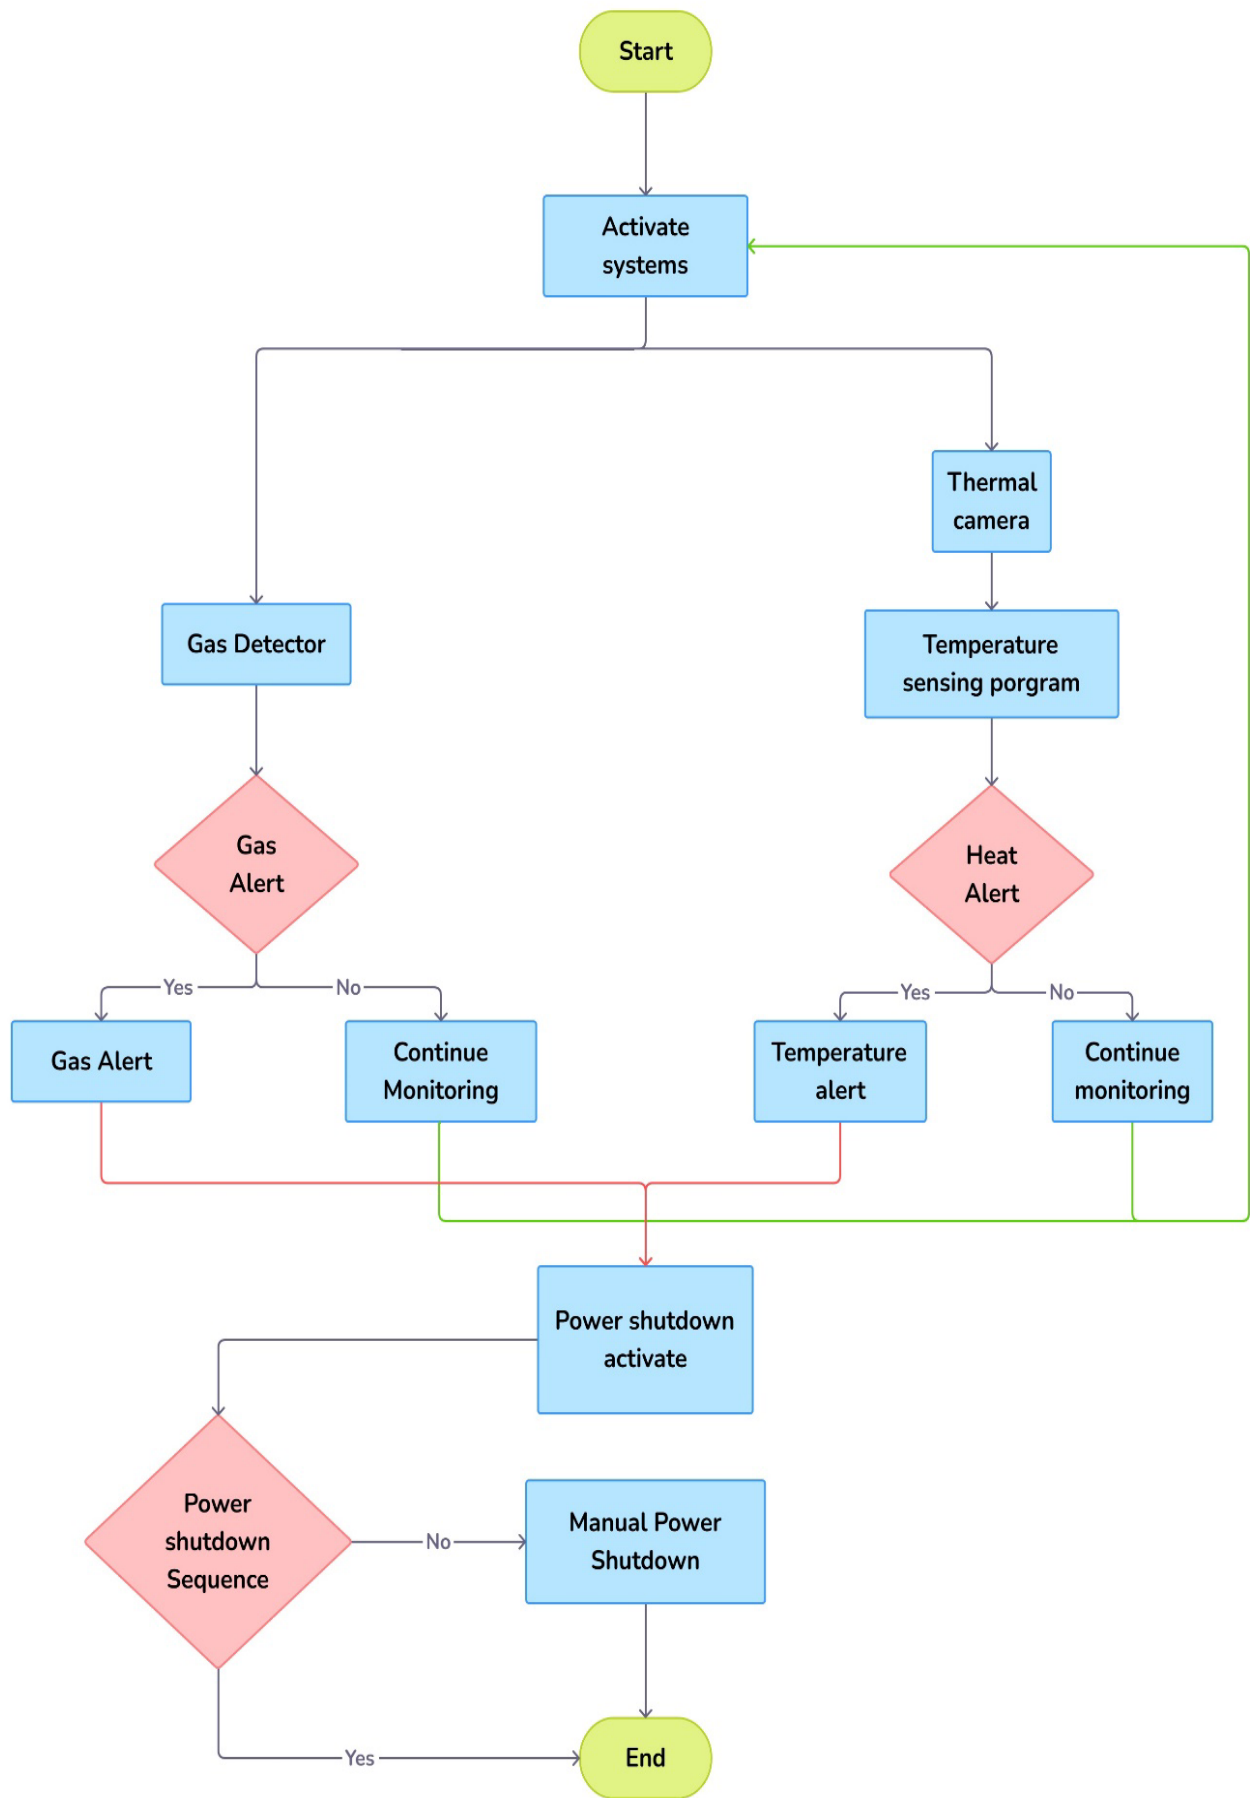 Start
Activate
systems
Thermal
camera
Gas Detector
Temperature
sensing porgram
Gas
Alert
Heat
Alert
Yes
No
Yes
No
Gas Alert
Continue
Monitoring
Temperature
alert
Continue
monitoring
Power shutdown
activate
Power
shutdown
Sequence
No
Manual Power
Shutdown
Yes
End